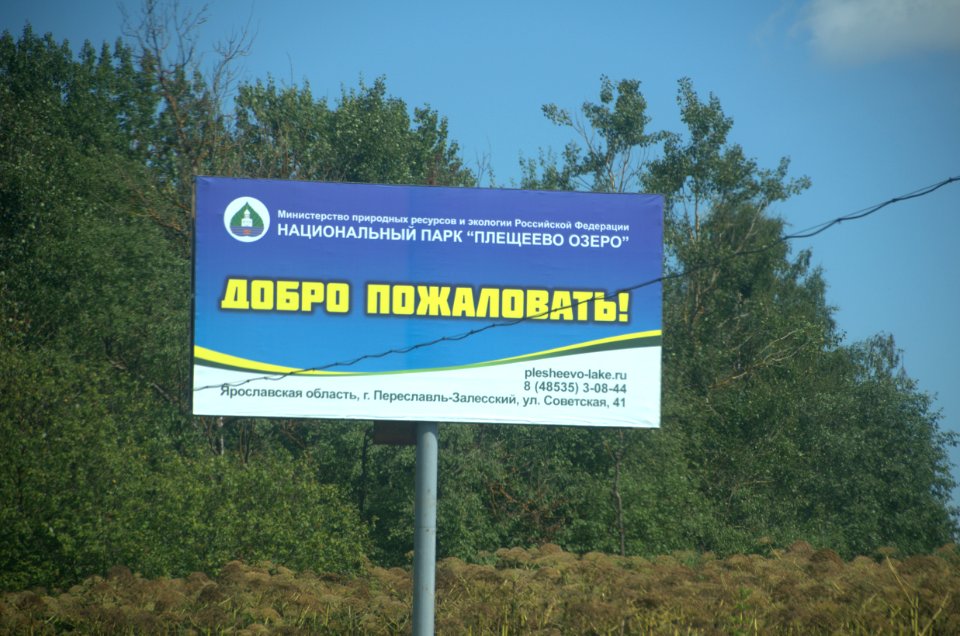 Министерство природных ресурсов и экологии Российской Федерации
НАЦИОНАЛЬНЫЙ ПАРК “ПЛЕЩЕЕВО ОЗЕРО”
ДОБРО ПОЖАЛОВАТЬ!
plesheevo-lake.ru
8 (48535) 3-08-44
Ярославская область, г. Переславль-Залесский, ул. Советская, 41